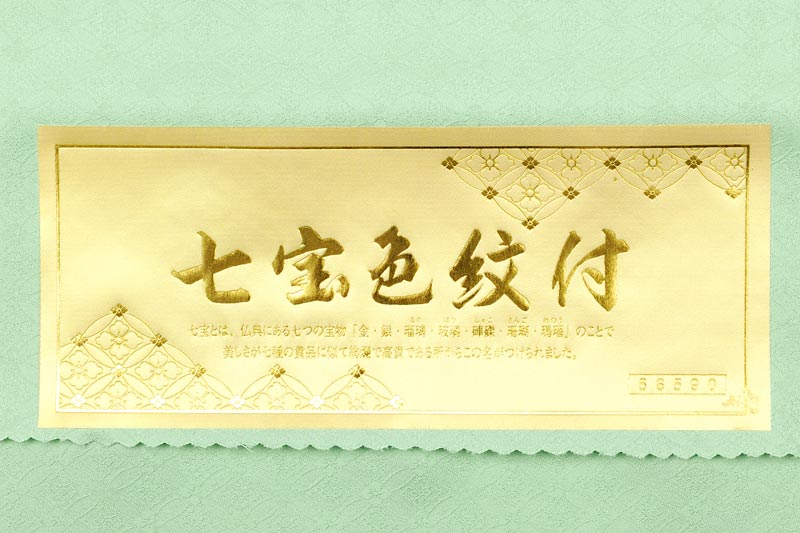 七宝色紋付
七宝とは、仏典にある七つの宝物「金・銀・瑠璃・玻璃・硨磲・珊瑚・瑪瑙」のことで
美しさが七種の賞品に似て絢爛で高貴である所からこの名がつけられました。